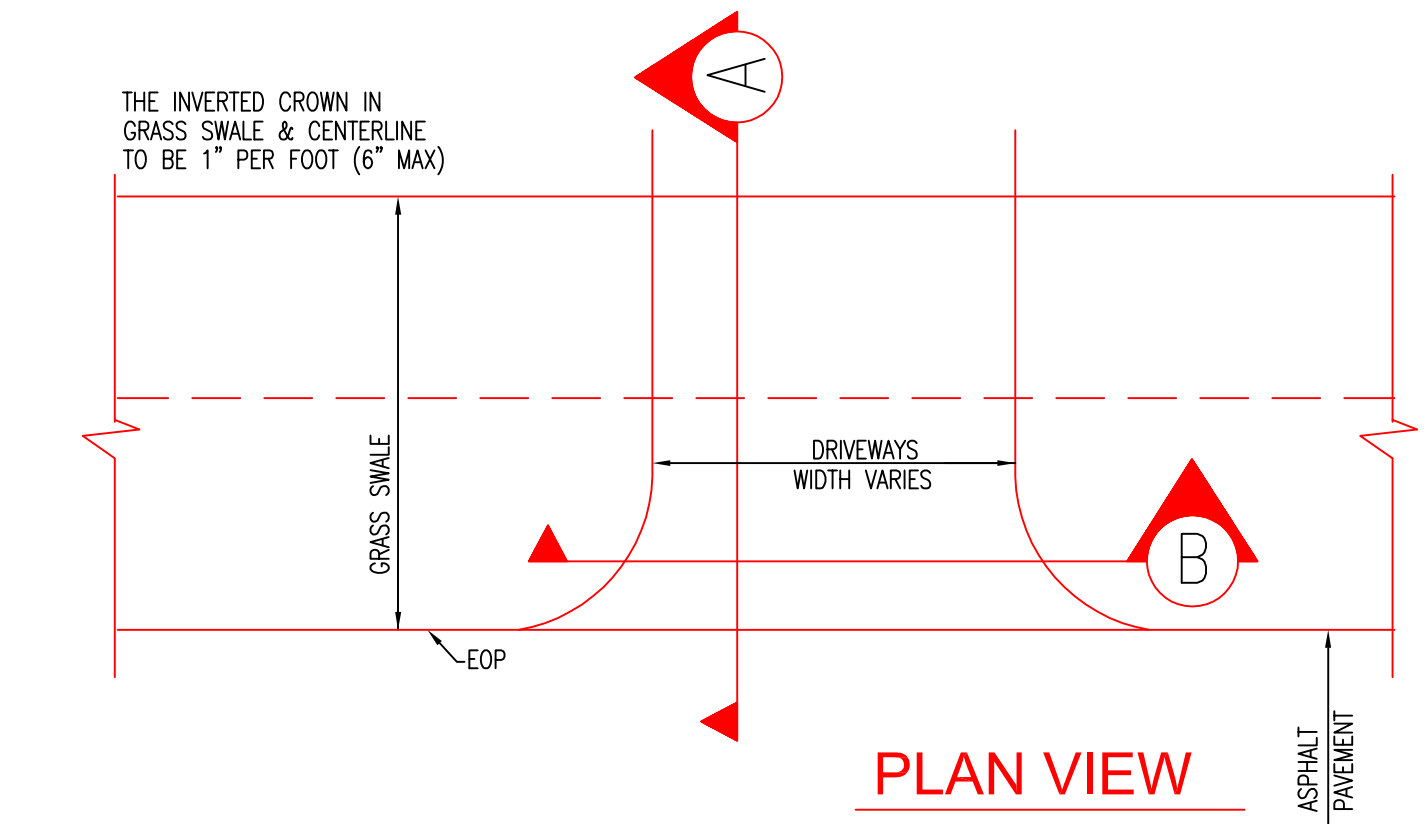 A
THE INVERTED CROWN IN
GRASS SWALE & CENTERLINE
TO BE 1" PER FOOT (6" MAX)
GRASS SWALE
DRIVEWAYS
WIDTH VARIES
B
EOP
ASPHALT
PAVEMENT
PLAN VIEW